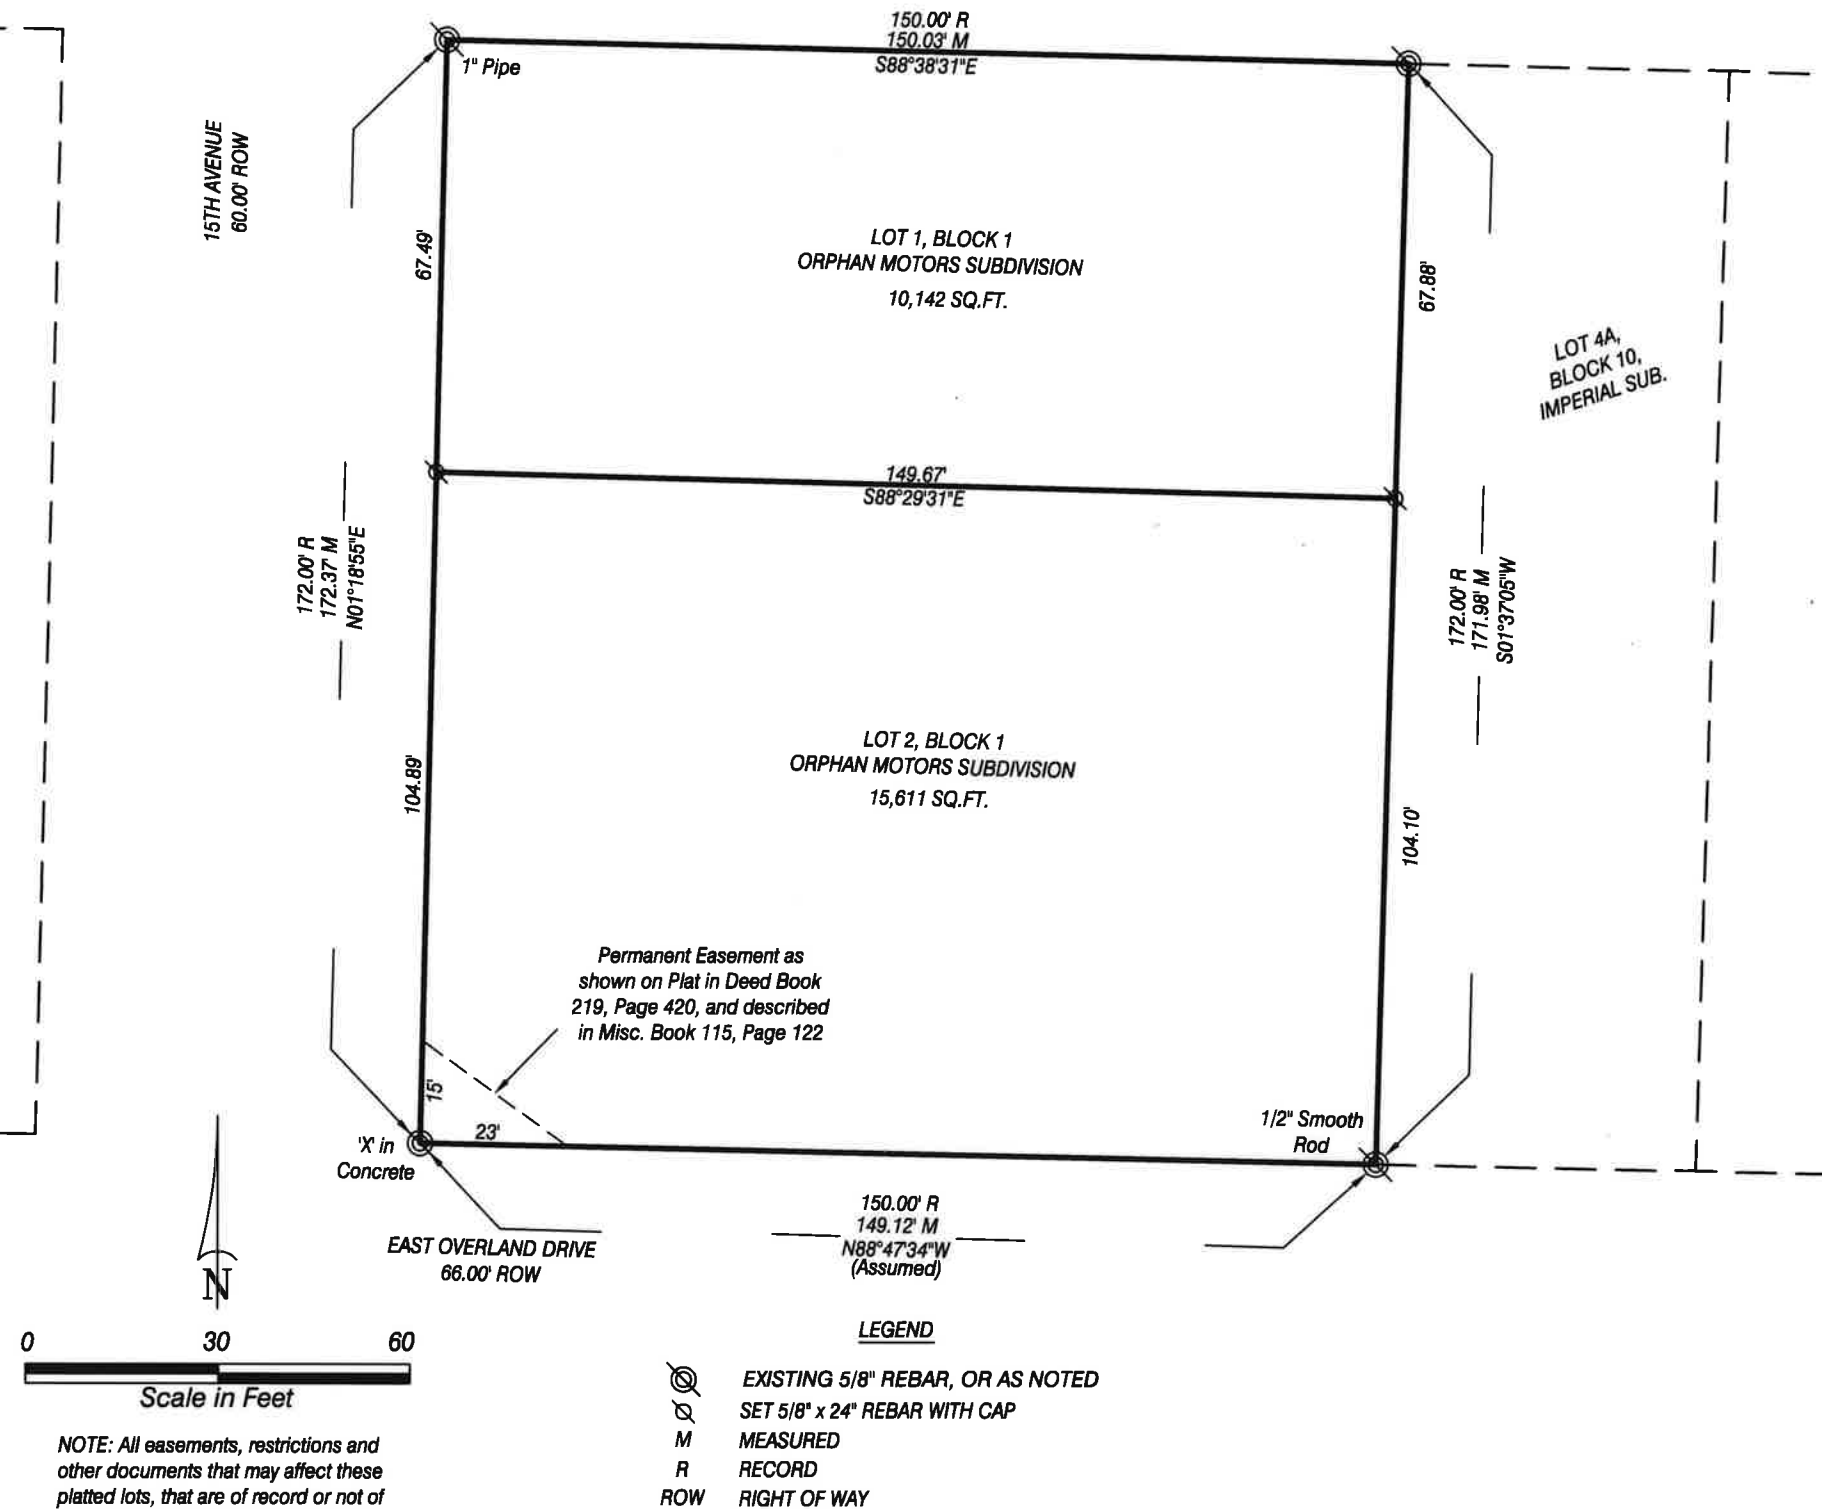 150.00' R
150.03' M
S88°38'31"E
1" Pipe
15TH AVENUE
60.00' ROW
67.49'
LOT 1, BLOCK 1
ORPHAN MOTORS SUBDIVISION
10,142 SQ.FT.
67.88'
LOT 4A,
BLOCK 10,
IMPERIAL SUB.
149.67'
S88°29'31"E
172.00' R
172.37' M
N01°18'55"E
172.00' R
171.98' M
S01°37'05"W
LOT 2, BLOCK 1
ORPHAN MOTORS SUBDIVISION
15,611 SQ.FT.
104.89'
104.10'
Permanent Easement as
shown on Plat in Deed Book
219, Page 420, and described
in Misc. Book 115, Page 122
15'
23'
'X' in
Concrete
1/2" Smooth
Rod
150.00' R
149.12' M
N88°47'34"W
(Assumed)
EAST OVERLAND DRIVE
66.00' ROW
N
0 30 60
Scale in Feet
NOTE: All easements, restrictions and
other documents that may affect these
platted lots, that are of record or not of
LEGEND
EXISTING 5/8" REBAR, OR AS NOTED
SET 5/8" x 24" REBAR WITH CAP
M MEASURED
R RECORD
ROW RIGHT OF WAY